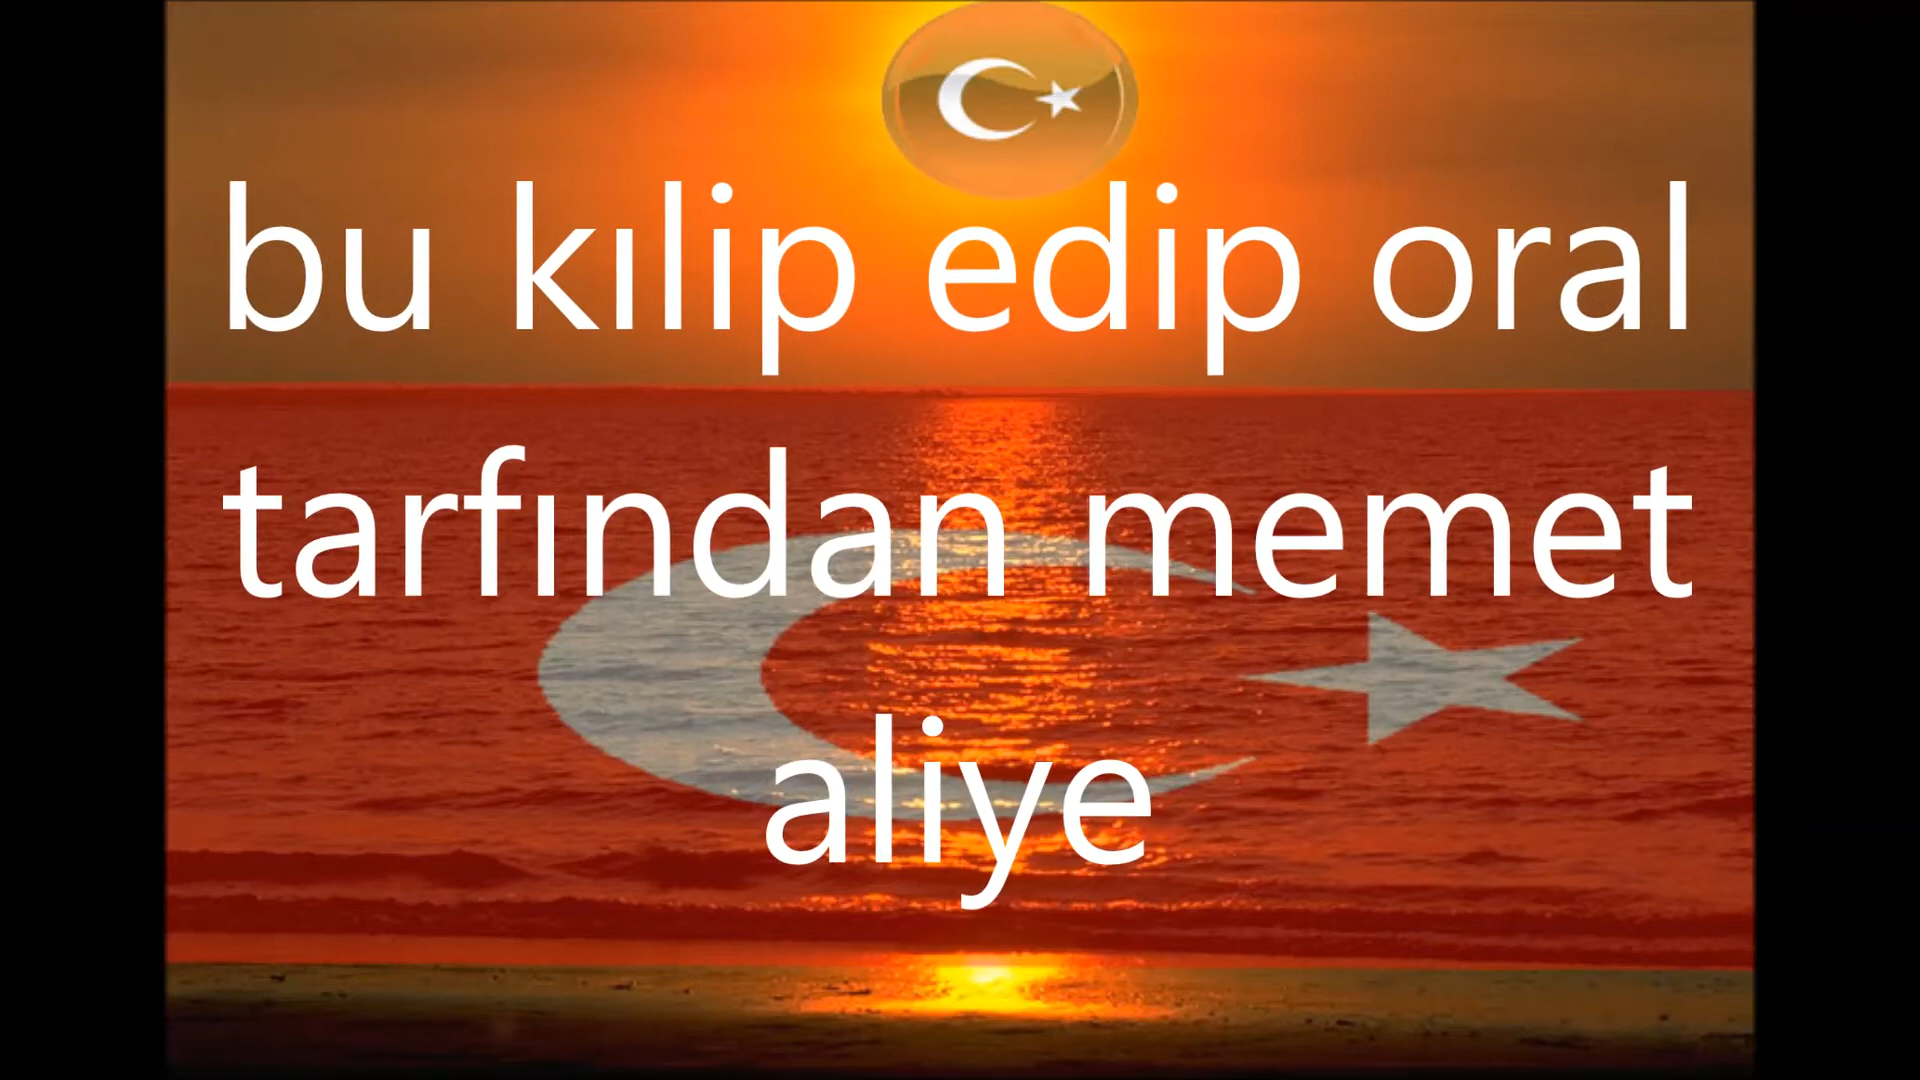 bu kılip edip oral
tarfından memet
aliye